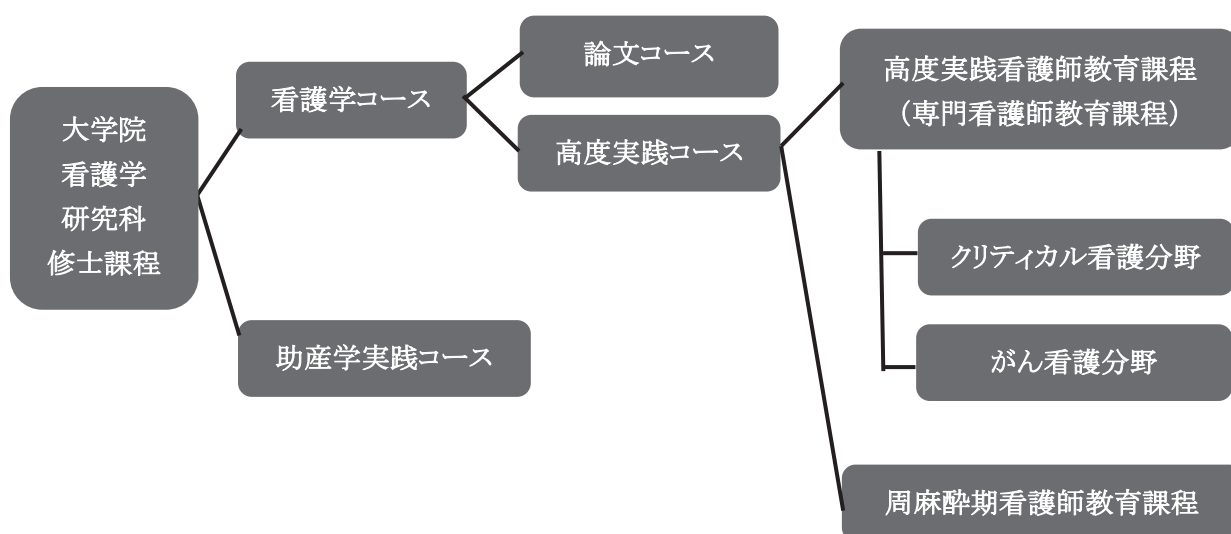 大学院
看護学
研究科
修士課程
看護学コース
助産学実践コース
論文コース
高度実践コース
高度実践看護師教育課程
（専門看護師教育課程）
クリティカル看護分野
がん看護分野
周麻酔期看護師教育課程